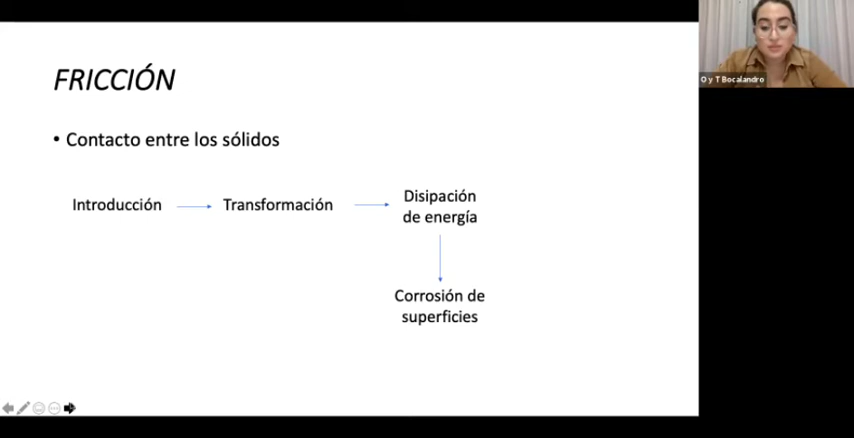 FRICCIÓN
• Contacto entre los sólidos
Introducción
Transformación
Disipación
de energía
Corrosión de
superficies
O y T Bocalandro